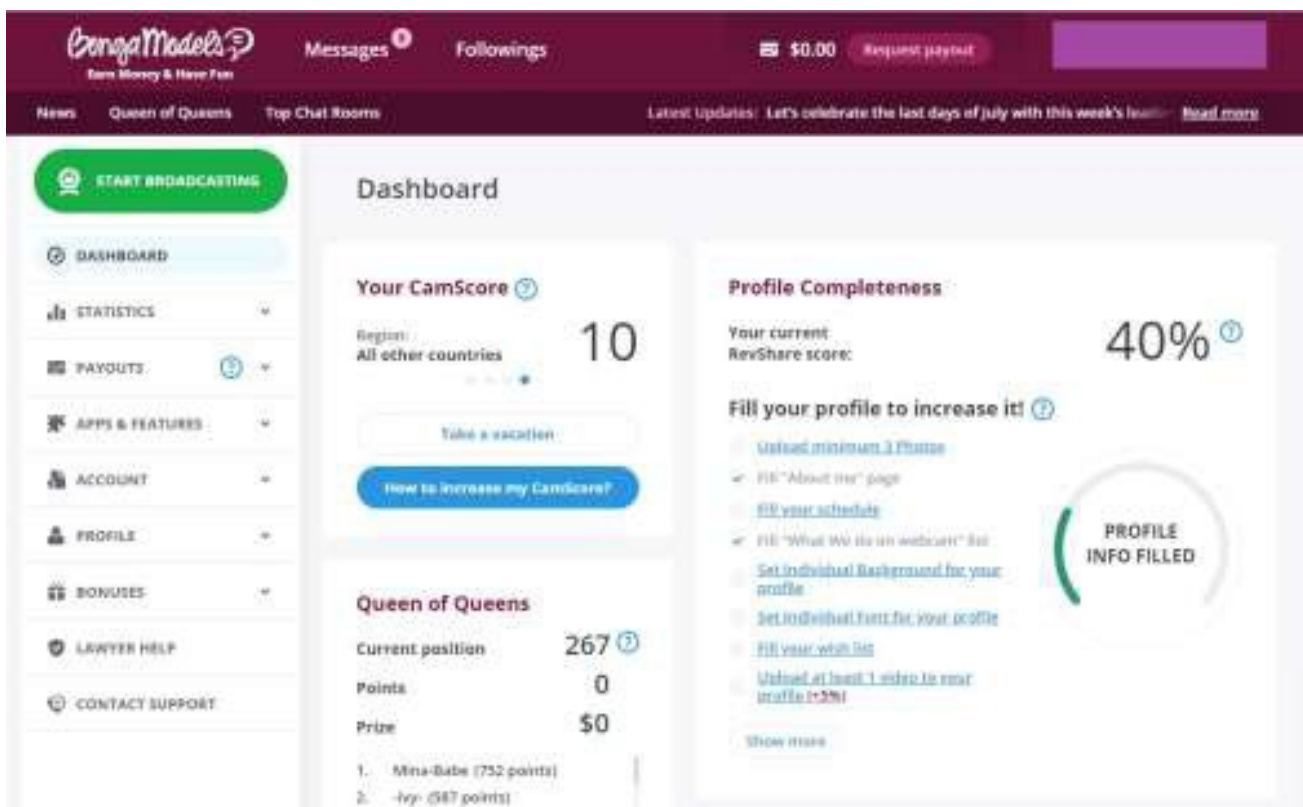 BongaModels
Earn Money & Have Fun
Messages 0
Followings
$0.00
Request payout
News
Queen of Queens
Top Chat Rooms
Latest Updates: Let's celebrate the last days of July with this week's
Read more
START BROADCASTING
DASHBOARD
STATISTICS
PAYOUTS ?
APPS & FEATURES
ACCOUNT
PROFILE
BONUSES
LAWYER HELP
CONTACT SUPPORT
Dashboard
Your CamScore ?
Region:
All other countries
10
Take a vacation
How to increase my CamScore?
Queen of Queens
Current position 267 ?
Points 0
Prize $0
1. Mina-Babe (752 points)
2. -Ivy- (587 points)
Profile Completeness
Your current
RevShare score:
40% ?
Fill your profile to increase it! ?
Upload minimum 3 Photos
Fill "About me" page
Fill your schedule
Fill "What We do on webcam" list
Set Individual Background for your
profile
Set Individual Font for your profile
Fill your wish list
Upload at least 1 video to your
profile (+5%)
Show more
PROFILE
INFO FILLED